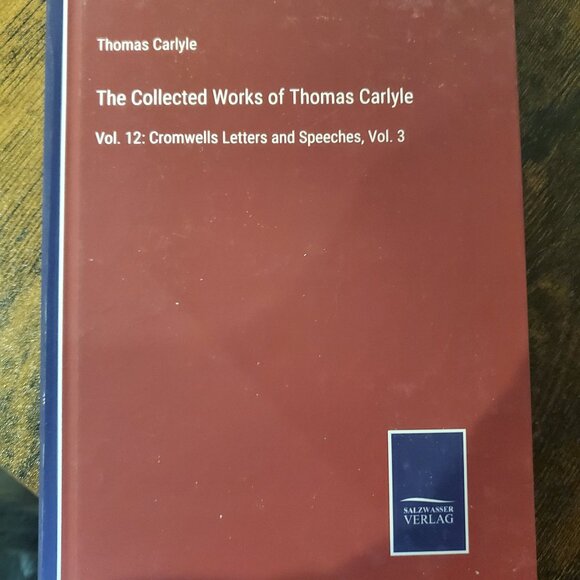 Thomas Carlyle
The Collected Works of Thomas Carlyle
Vol. 12: Cromwells Letters and Speeches, Vol. 3
SALZWASSER
VERLAG